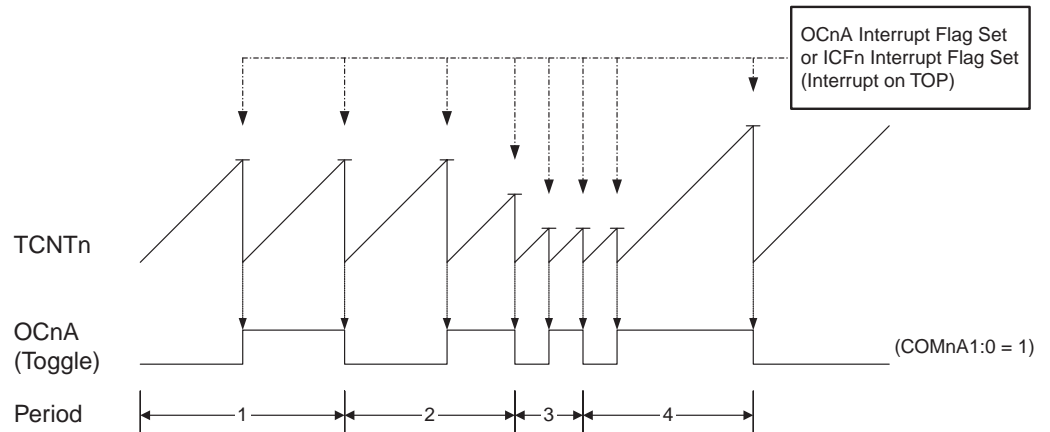 OCnA Interrupt Flag Set
or ICFn Interrupt Flag Set
(Interrupt on TOP)
TCNTn
OCnA
(Toggle)
(COMnA1:0 = 1)
Period
1
2
3
4